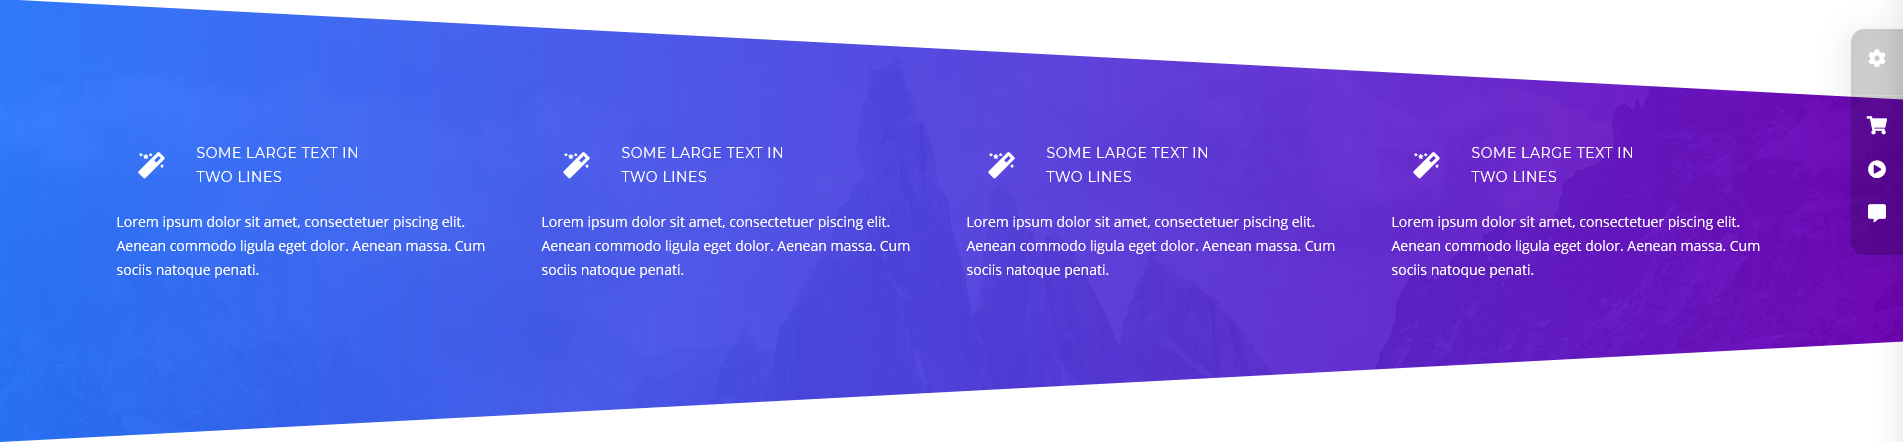 SOME LARGE TEXT IN
TWO LINES
Lorem ipsum dolor sit amet, consectetuer piscing elit.
Aenean commodo ligula eget dolor. Aenean massa. Cum
sociis natoque penati.
SOME LARGE TEXT IN
TWO LINES
Lorem ipsum dolor sit amet, consectetuer piscing elit.
Aenean commodo ligula eget dolor. Aenean massa. Cum
sociis natoque penati.
SOME LARGE TEXT IN
TWO LINES
Lorem ipsum dolor sit amet, consectetuer piscing elit.
Aenean commodo ligula eget dolor. Aenean massa. Cum
sociis natoque penati.
SOME LARGE TEXT IN
TWO LINES
Lorem ipsum dolor sit amet, consectetuer piscing elit.
Aenean commodo ligula eget dolor. Aenean massa. Cum
sociis natoque penati.